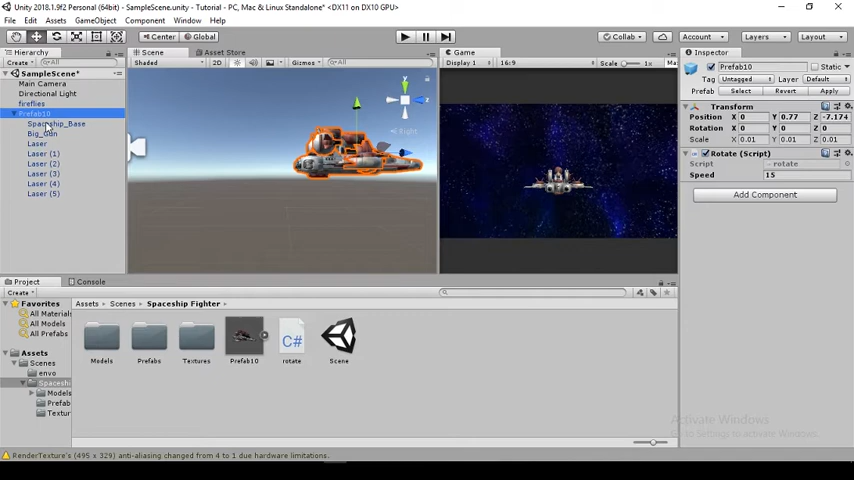 Unity 2018.1.9f2 Personal (64bit) - SampleScene.unity - Tutorial - PC, Mac & Linux Standalone* <DX11 on DX10 GPU>
File Edit Assets GameObject Component Window Help
Center Global Collab Account Layers Layout
Hierarchy
Create All
SampleScene*
Main Camera
Directional Light
fireflies
Prefab10
Spaceship_Base
Big_Gun
Laser
Laser (1)
Laser (2)
Laser (3)
Laser (4)
Laser (5)
Scene Asset Store
Shaded 2D Gizmos All
y
z
Right
Game
Display 1 16:9 Scale 1x
Inspector
Prefab10 Static
Tag Untagged Layer Default
Prefab Select Revert Apply
Transform
Position X 0 Y 0.77 Z -7.174
Rotation X 0 Y 0 Z 0
Scale X 0.01 Y 0.01 Z 0.01
Rotate (Script)
Script rotate
Speed 15
Add Component
Project Console
Create
Favorites
All Materials
All Models
All Prefabs
Assets
Scenes
envo
Spaceshi
Models
Prefab
Textur
Assets Scenes Spaceship Fighter
Models Prefabs Textures Prefab10 rotate Scene
C#
Activate Windows
Go to Settings to activate Windows.
RenderTexture's (495 x 329) anti-aliasing changed from 4 to 1 due hardware limitations.